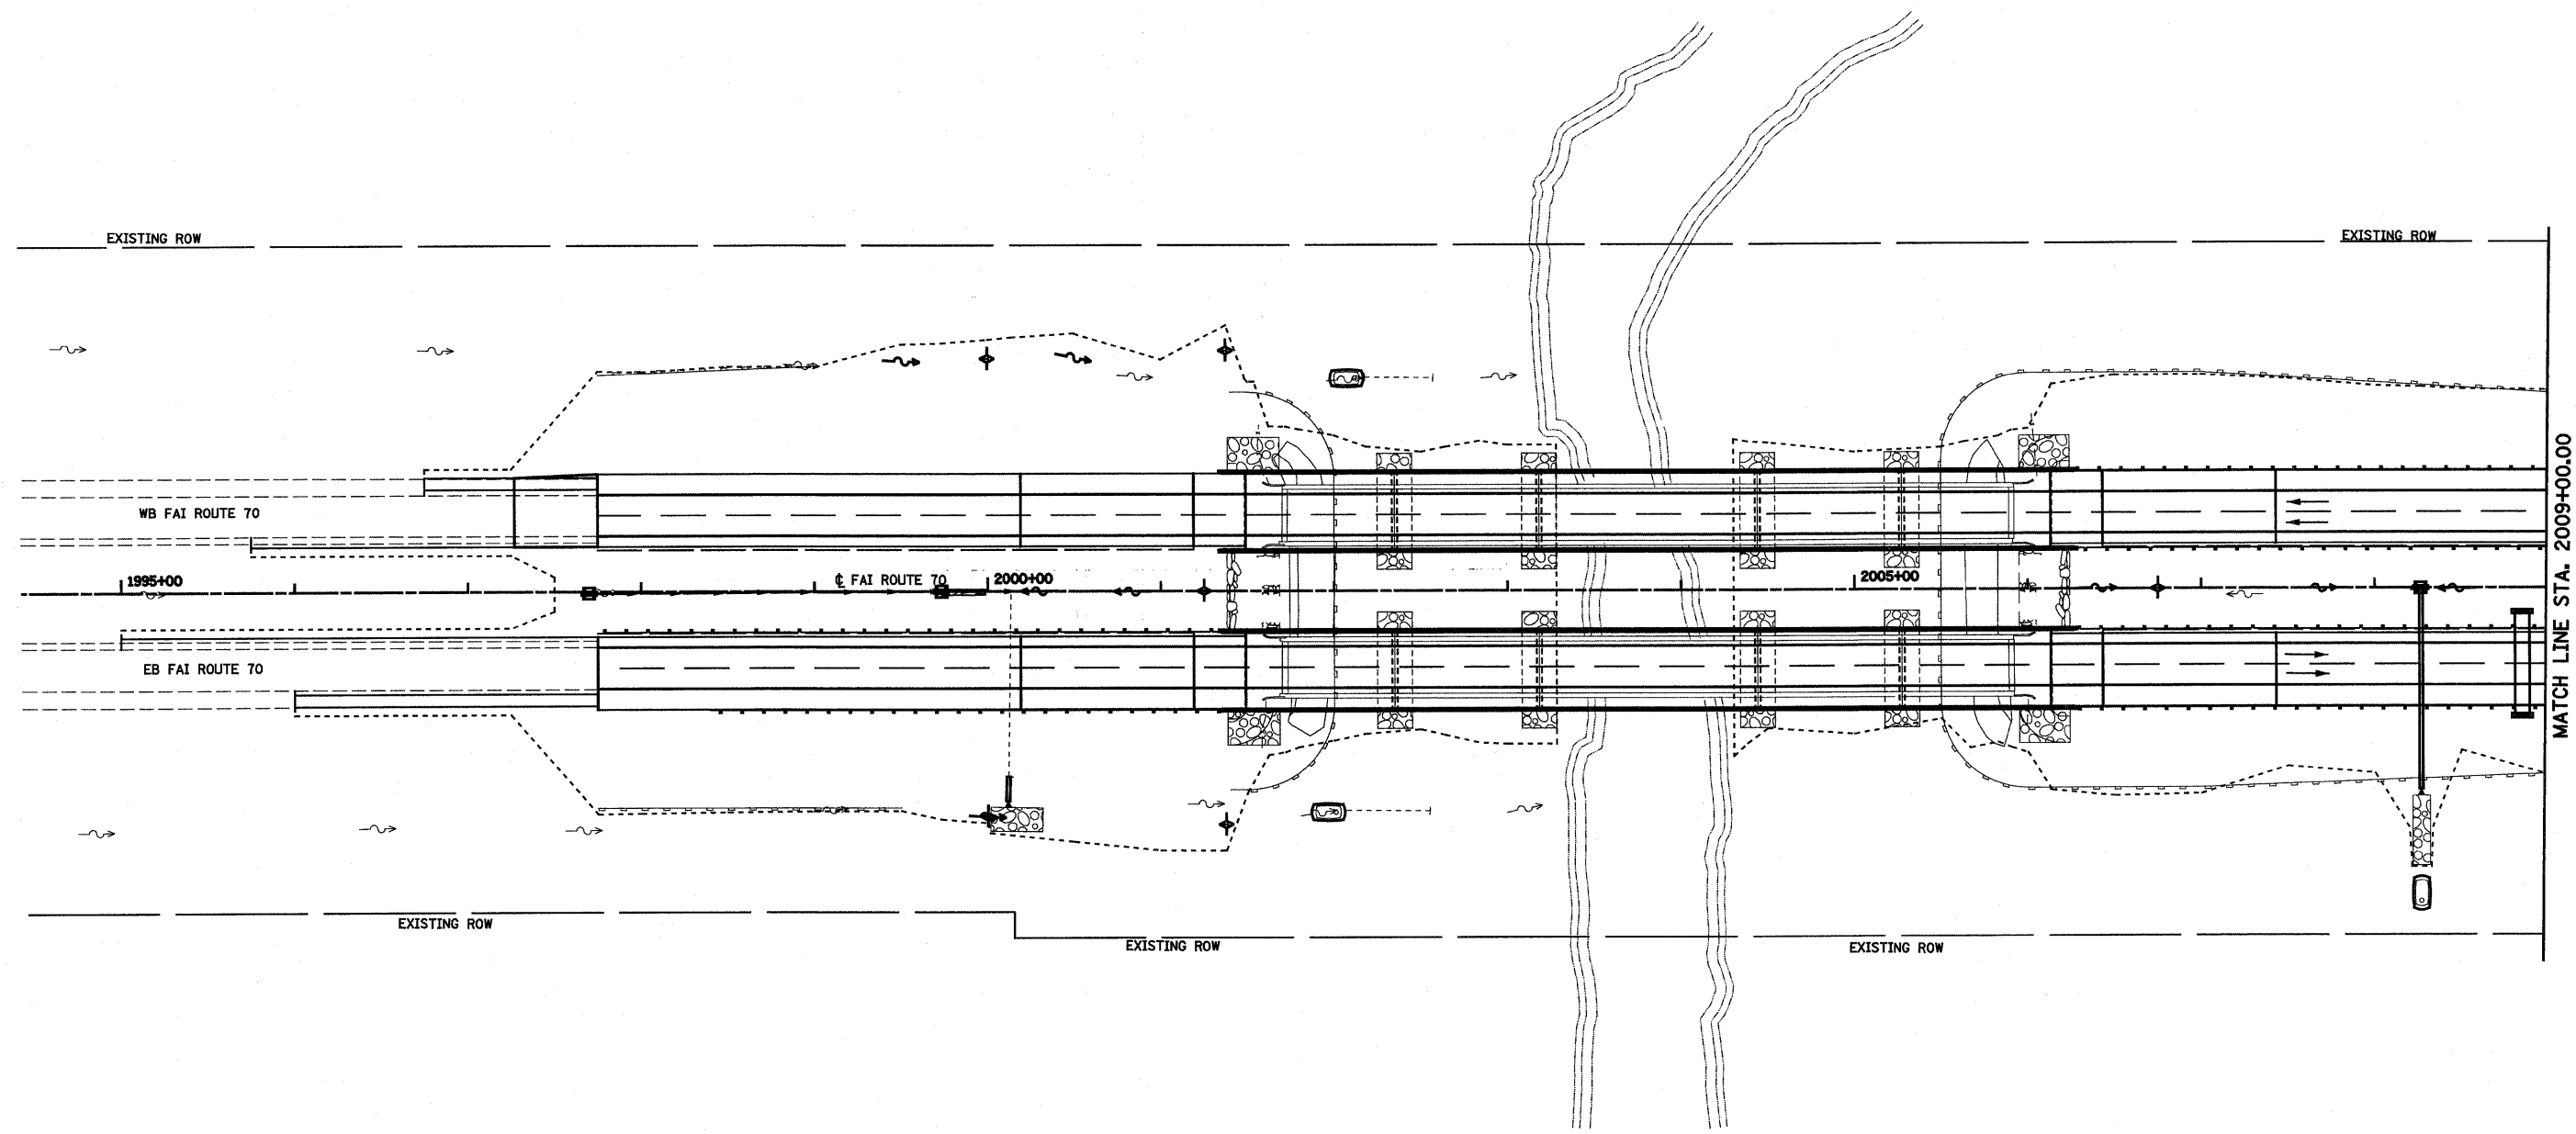 EXISTING ROW
EXISTING ROW
WB FAI ROUTE 70
1995+00
℄ FAI ROUTE 70
2000+00
2005+00
EB FAI ROUTE 70
MATCH LINE STA. 2009+00.00
EXISTING ROW
EXISTING ROW
EXISTING ROW